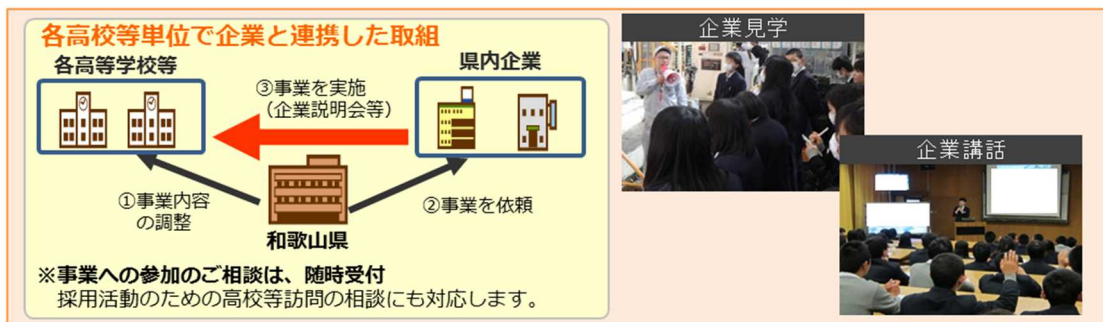 各高校等単位で企業と連携した取組
各高等学校等
県内企業
③事業を実施
（企業説明会等）
①事業内容
の調整
②事業を依頼
和歌山県
※事業への参加のご相談は、随時受付
採用活動のための高校等訪問の相談にも対応します。
企業見学
企業講話